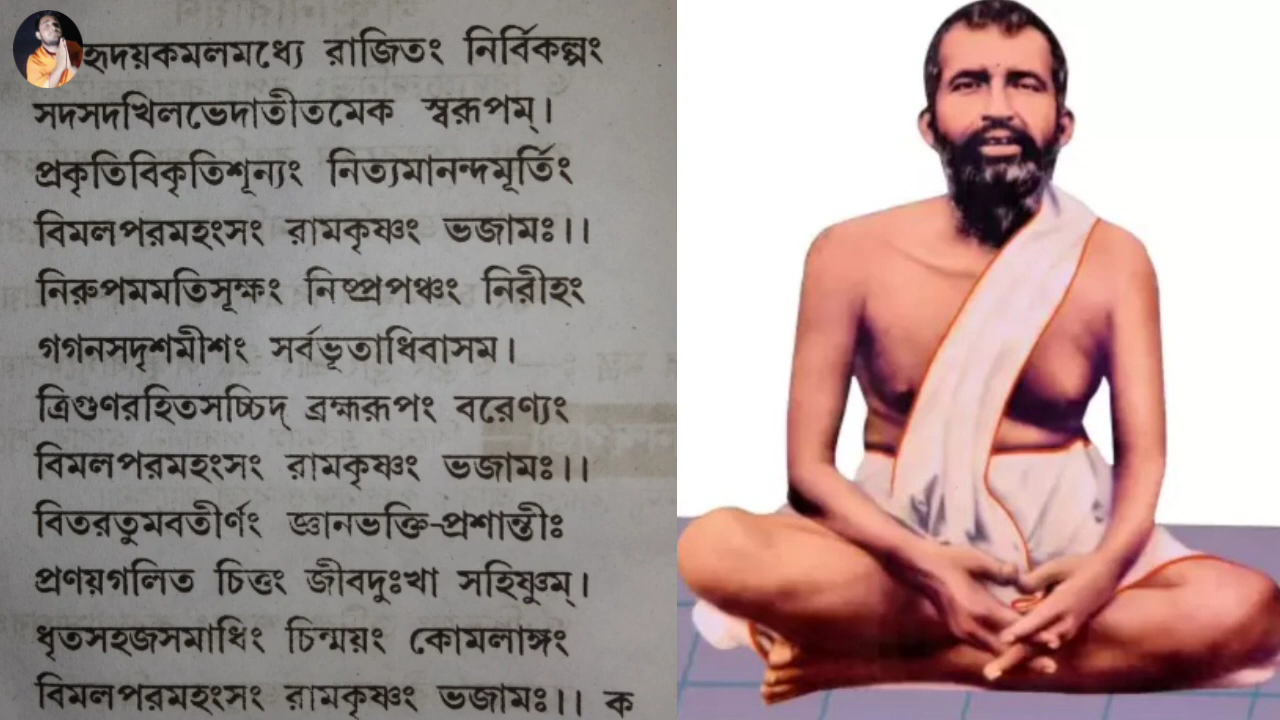 হৃদয়কমলমধ্যে রাজিতং নির্বিকল্পং
সদসদখিলভেদাতীতমেক স্বরূপম্।
প্রকৃতিবিকৃতিশূন্যং নিত্যমানন্দমূর্তিং
বিমলপরমহংসং রামকৃষ্ণং ভজামঃ।।
নিরুপমমতিসূক্ষ্মং নিষ্প্রপঞ্চং নিরীহং
গগনসদৃশমীশং সর্বভূতাধিবাসম।
ত্রিগুণরহিতসচ্চিদ্ ব্রহ্মরূপং বরেণ্যং
বিমলপরমহংসং রামকৃষ্ণং ভজামঃ।।
বিতরতুমবতীর্ণং জ্ঞানভক্তি-প্রশান্তীঃ
প্রণয়গলিত চিত্তং জীবদুঃখা সহিষ্ণুম্।
ধৃতসহজসমাধিং চিন্ময়ং কোমলাঙ্গং
বিমলপরমহংসং রামকৃষ্ণং ভজামঃ।। ক